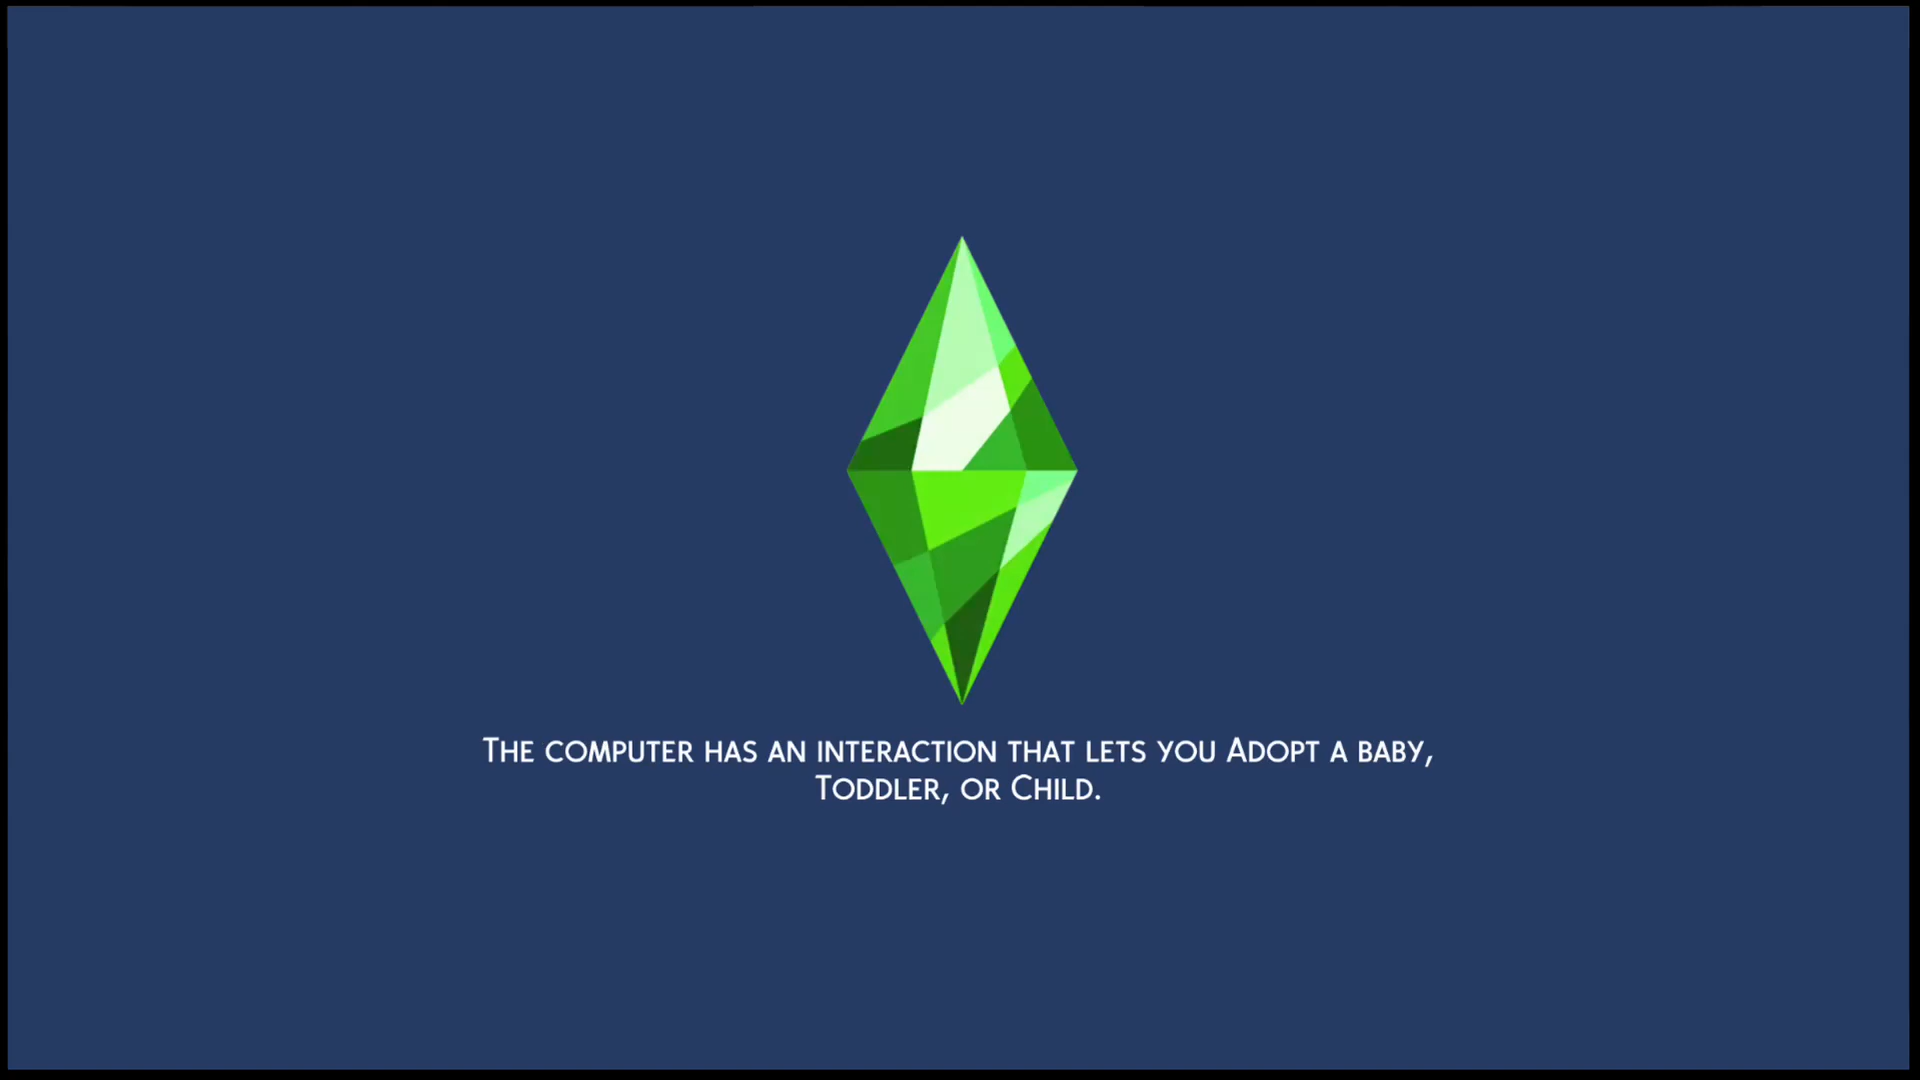 The computer has an interaction that lets you Adopt a baby,
Toddler, or Child.